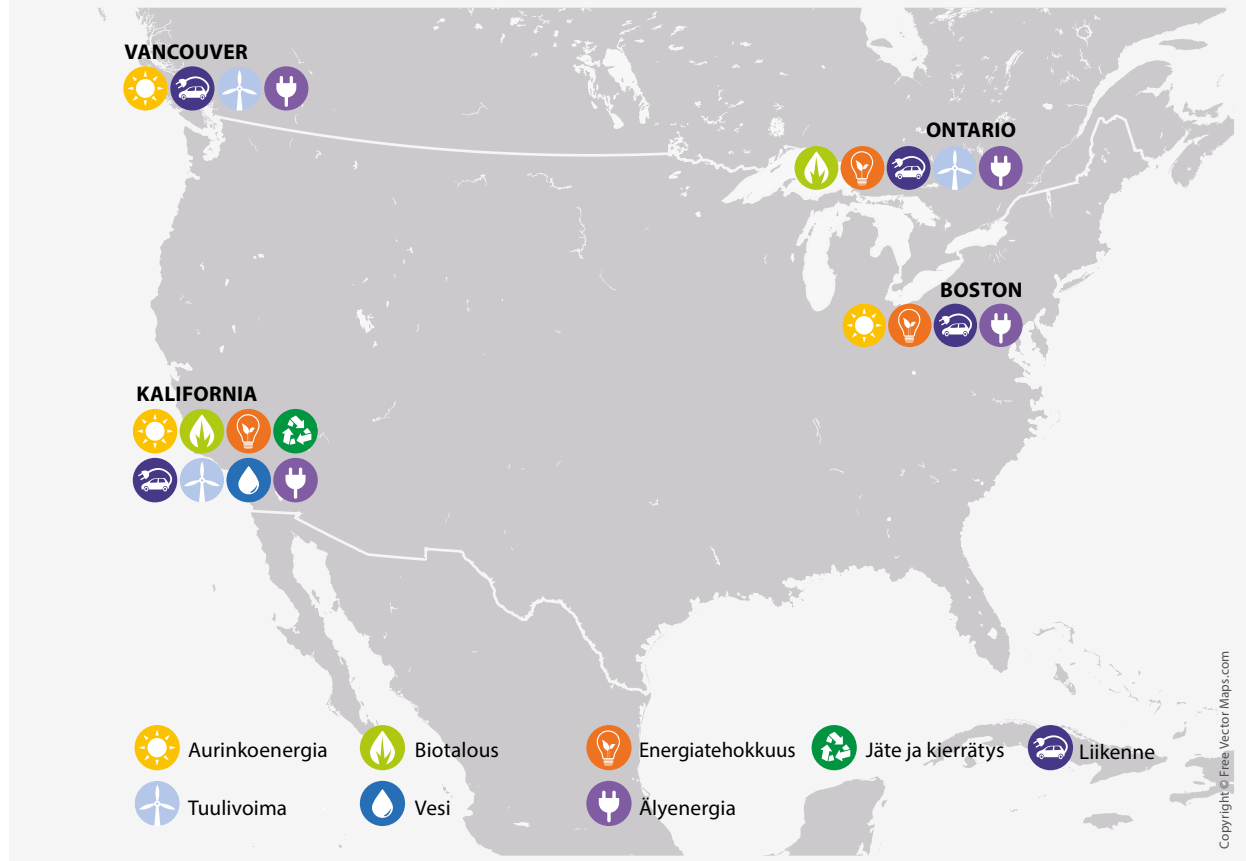 VANCOUVER
ONTARIO
BOSTON
KALIFORNIA
Aurinkoenergia
Biotalous
Energiatehokkuus
Jäte ja kierrätys
Liikenne
Tuulivoima
Vesi
Älyenergia
Copyright © Free Vector Maps.com